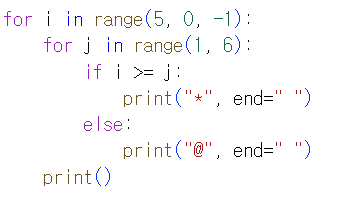 for i in range(5, 0, -1):
    for j in range(1, 6):
        if i >= j:
            print("*", end=" ")
        else:
            print("@", end=" ")
    print()